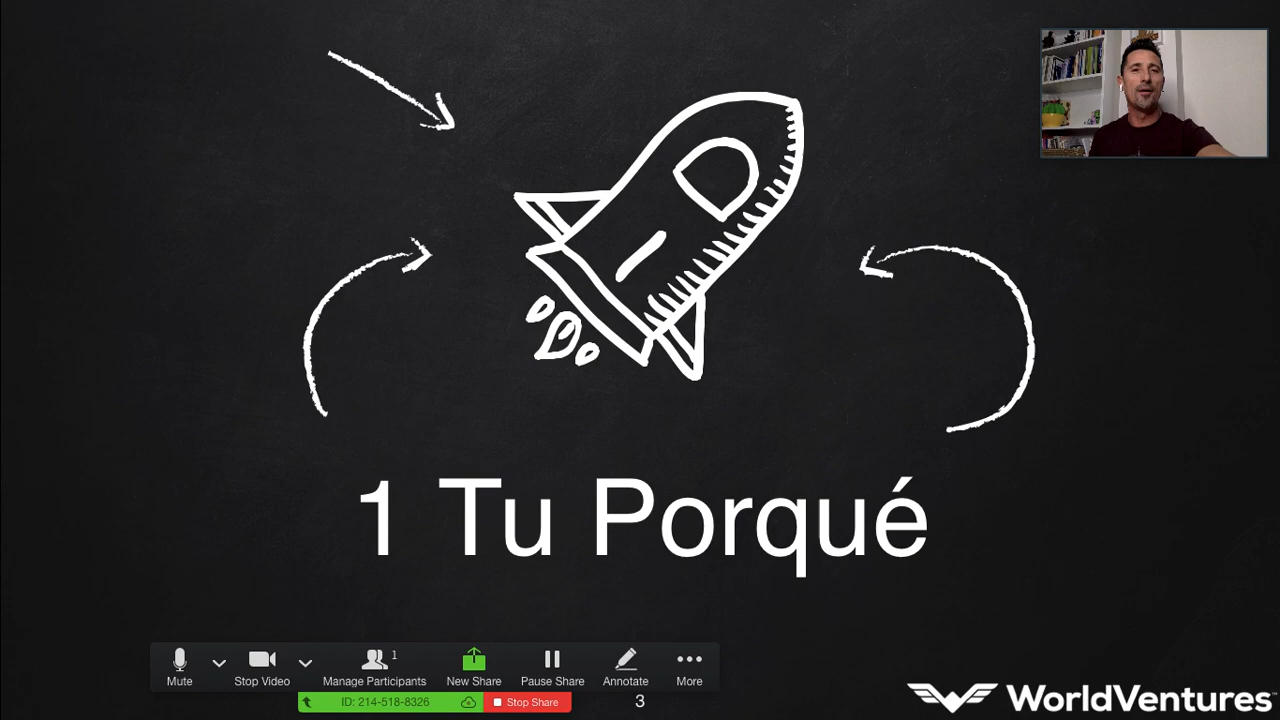 1 Tu Porqué
1
Mute
Stop Video
Manage Participants
New Share
Pause Share
Annotate
More
ID: 214-518-8326
Stop Share
3
WorldVentures